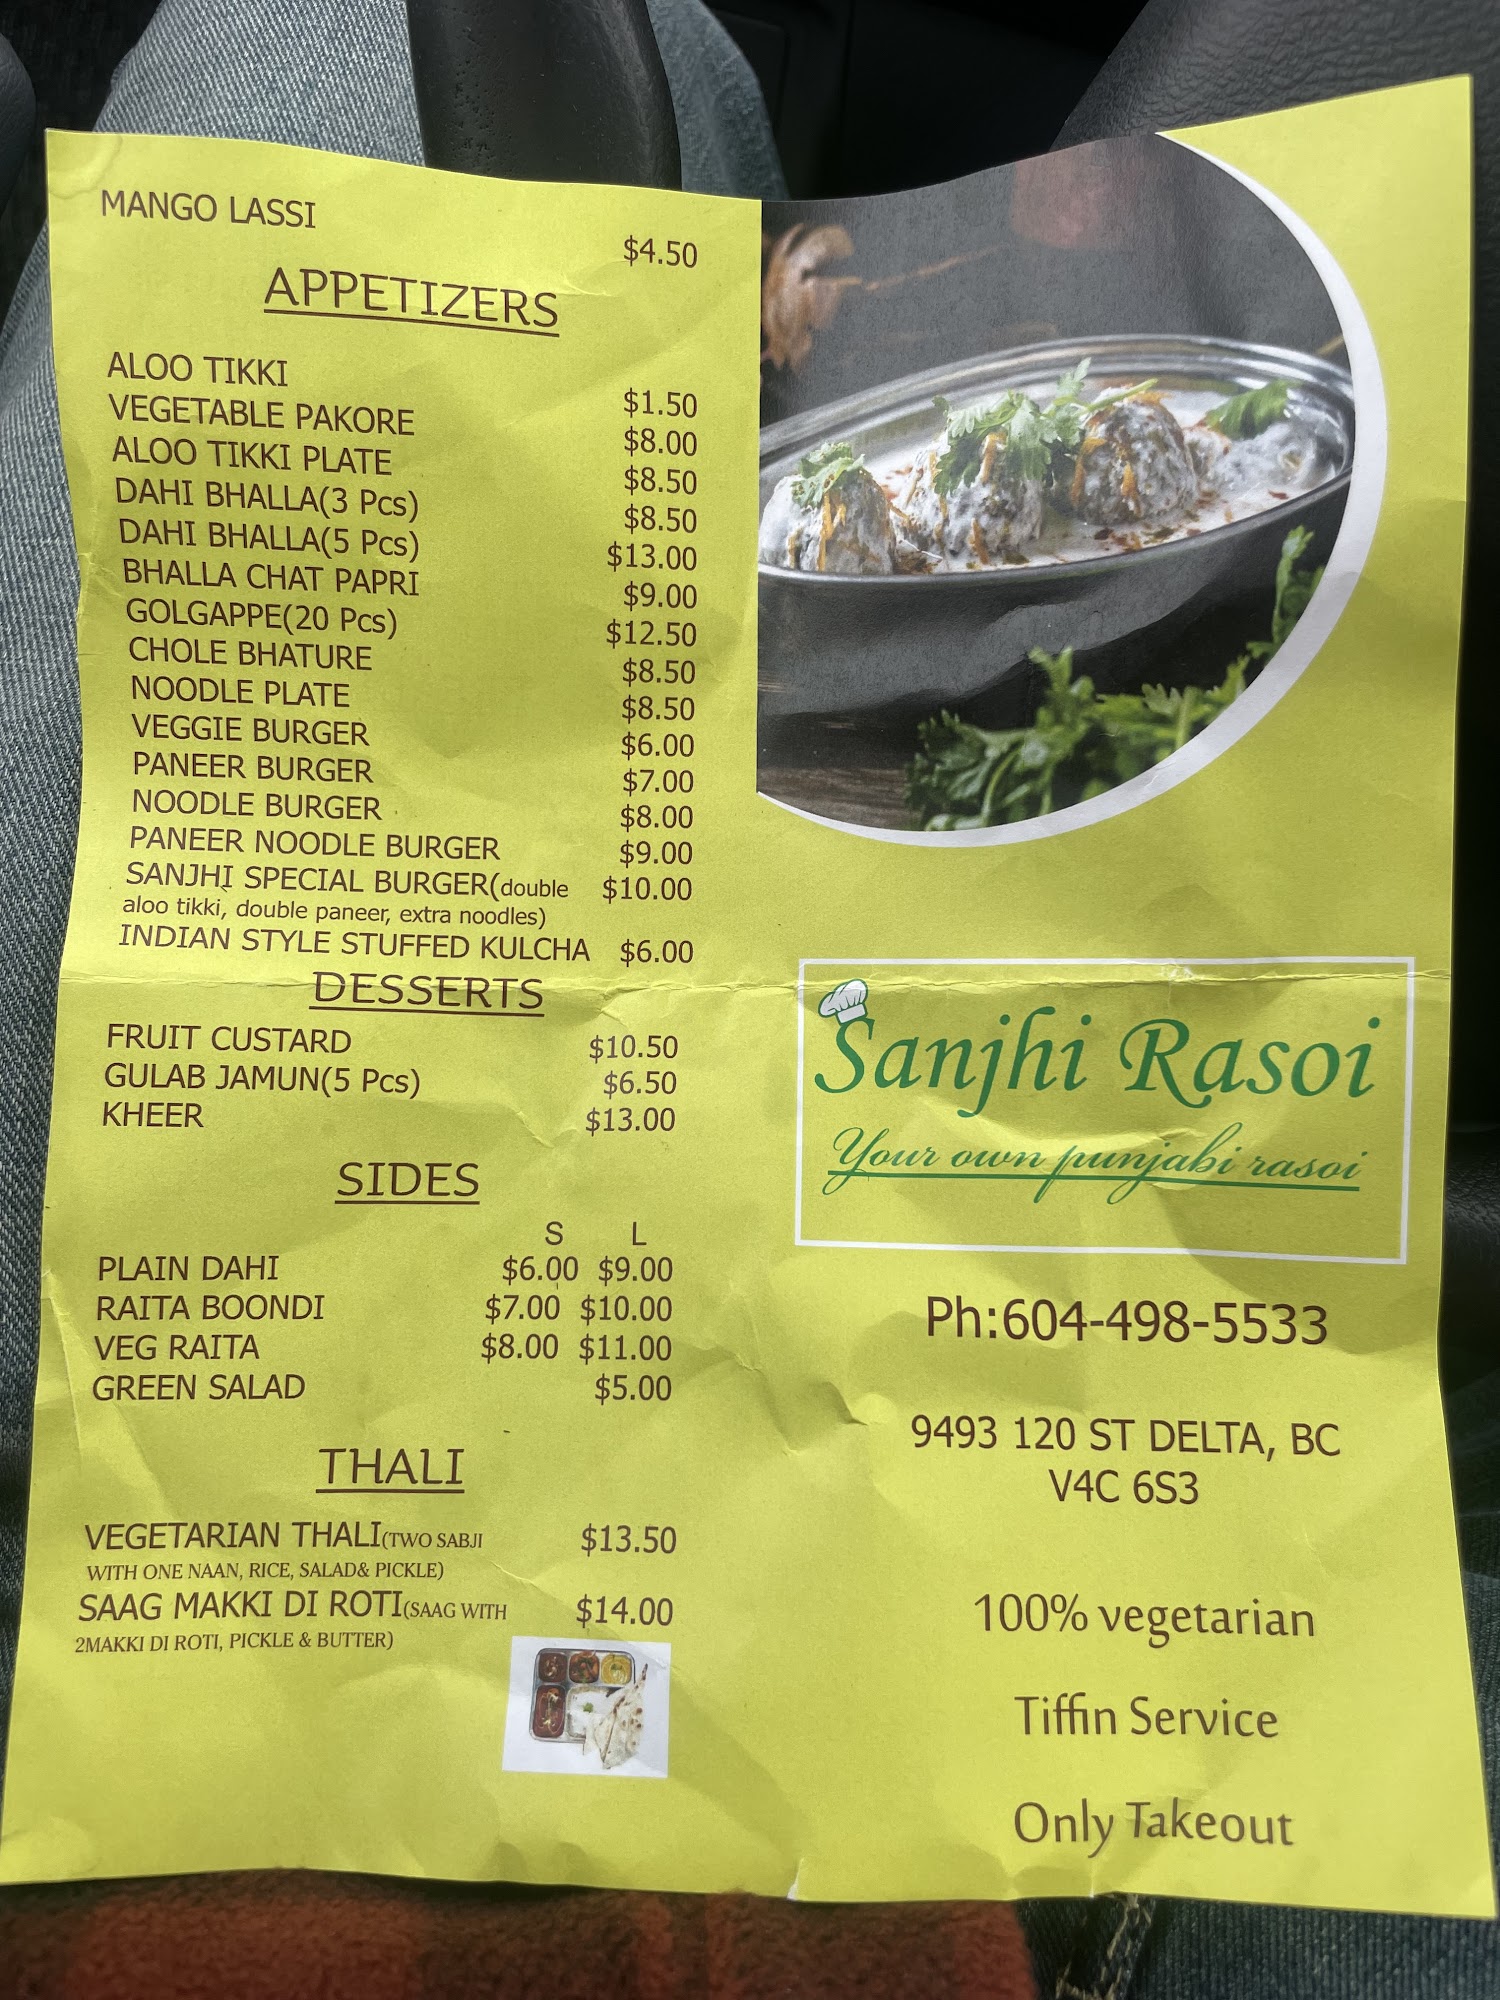 MANGO LASSI $4.50
APPETIZERS
ALOO TIKKI $1.50
VEGETABLE PAKORE $8.00
ALOO TIKKI PLATE $8.50
DAHI BHALLA(3 Pcs) $8.50
DAHI BHALLA(5 Pcs) $13.00
BHALLA CHAT PAPRI $9.00
GOLGAPPE(20 Pcs) $12.50
CHOLE BHATURE $8.50
NOODLE PLATE $8.50
VEGGIE BURGER $6.00
PANEER BURGER $7.00
NOODLE BURGER $8.00
PANEER NOODLE BURGER $9.00
SANJHI SPECIAL BURGER(double $10.00
aloo tikki, double paneer, extra noodles)
INDIAN STYLE STUFFED KULCHA $6.00
DESSERTS
FRUIT CUSTARD $10.50
GULAB JAMUN(5 Pcs) $6.50
KHEER $13.00
SIDES
S L
PLAIN DAHI $6.00 $9.00
RAITA BOONDI $7.00 $10.00
VEG RAITA $8.00 $11.00
GREEN SALAD $5.00
THALI
VEGETARIAN THALI(TWO SABJI $13.50
WITH ONE NAAN, RICE, SALAD& PICKLE)
SAAG MAKKI DI ROTI(SAAG WITH $14.00
2MAKKI DI ROTI, PICKLE & BUTTER)
Sanjhi Rasoi
Your own punjabi rasoi
Ph:604-498-5533
9493 120 ST DELTA, BC
V4C 6S3
100% vegetarian
Tiffin Service
Only Takeout